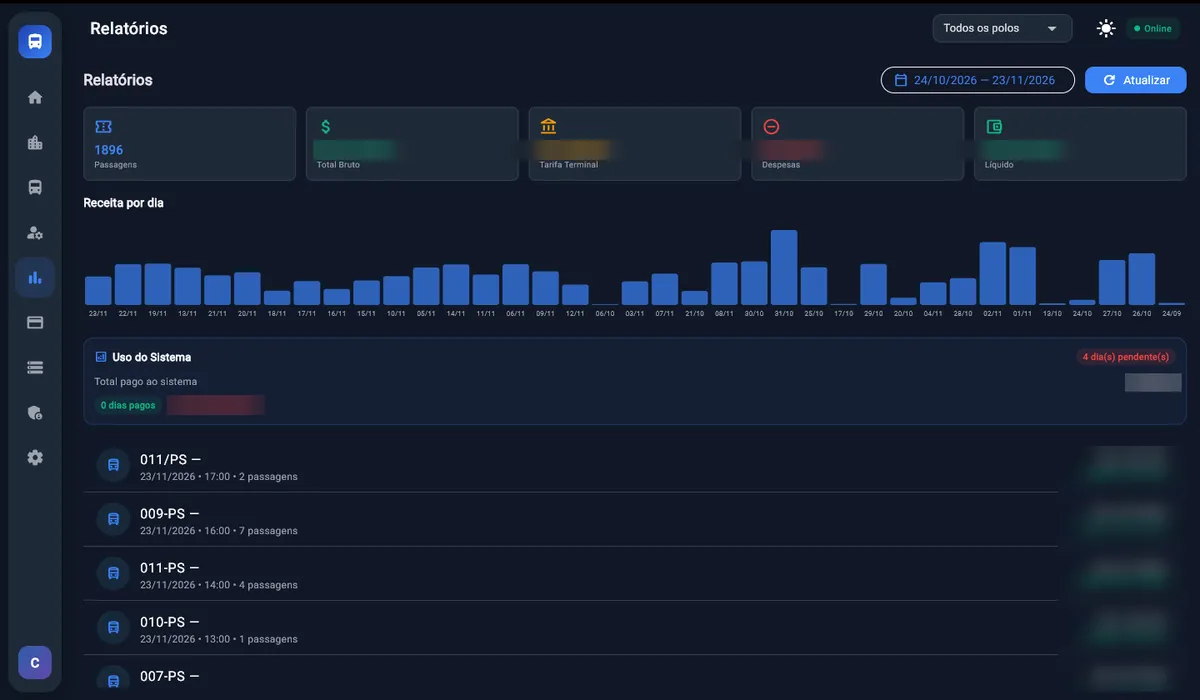 Relatórios
Todos os polos
Online
Relatórios
24/10/2026 — 23/11/2026
Atualizar
1896
Passagens
Total Bruto
Tarifa Terminal
Despesas
Líquido
Receita por dia
23/11 22/11 19/11 13/11 21/11 20/11 18/11 17/11 16/11 15/11 10/11 05/11 14/11 11/11 06/11 09/11 12/11 06/10 03/11 07/11 21/10 08/11 30/10 31/10 25/10 17/10 29/10 20/10 04/11 28/10 02/11 01/11 13/10 24/10 27/10 26/10 24/09
Uso do Sistema
4 dia(s) pendente(s)
Total pago ao sistema
0 dias pagos
011/PS —
23/11/2026 • 17:00 • 2 passagens
009-PS —
23/11/2026 • 16:00 • 7 passagens
011-PS —
23/11/2026 • 14:00 • 4 passagens
010-PS —
23/11/2026 • 13:00 • 1 passagens
007-PS —
C